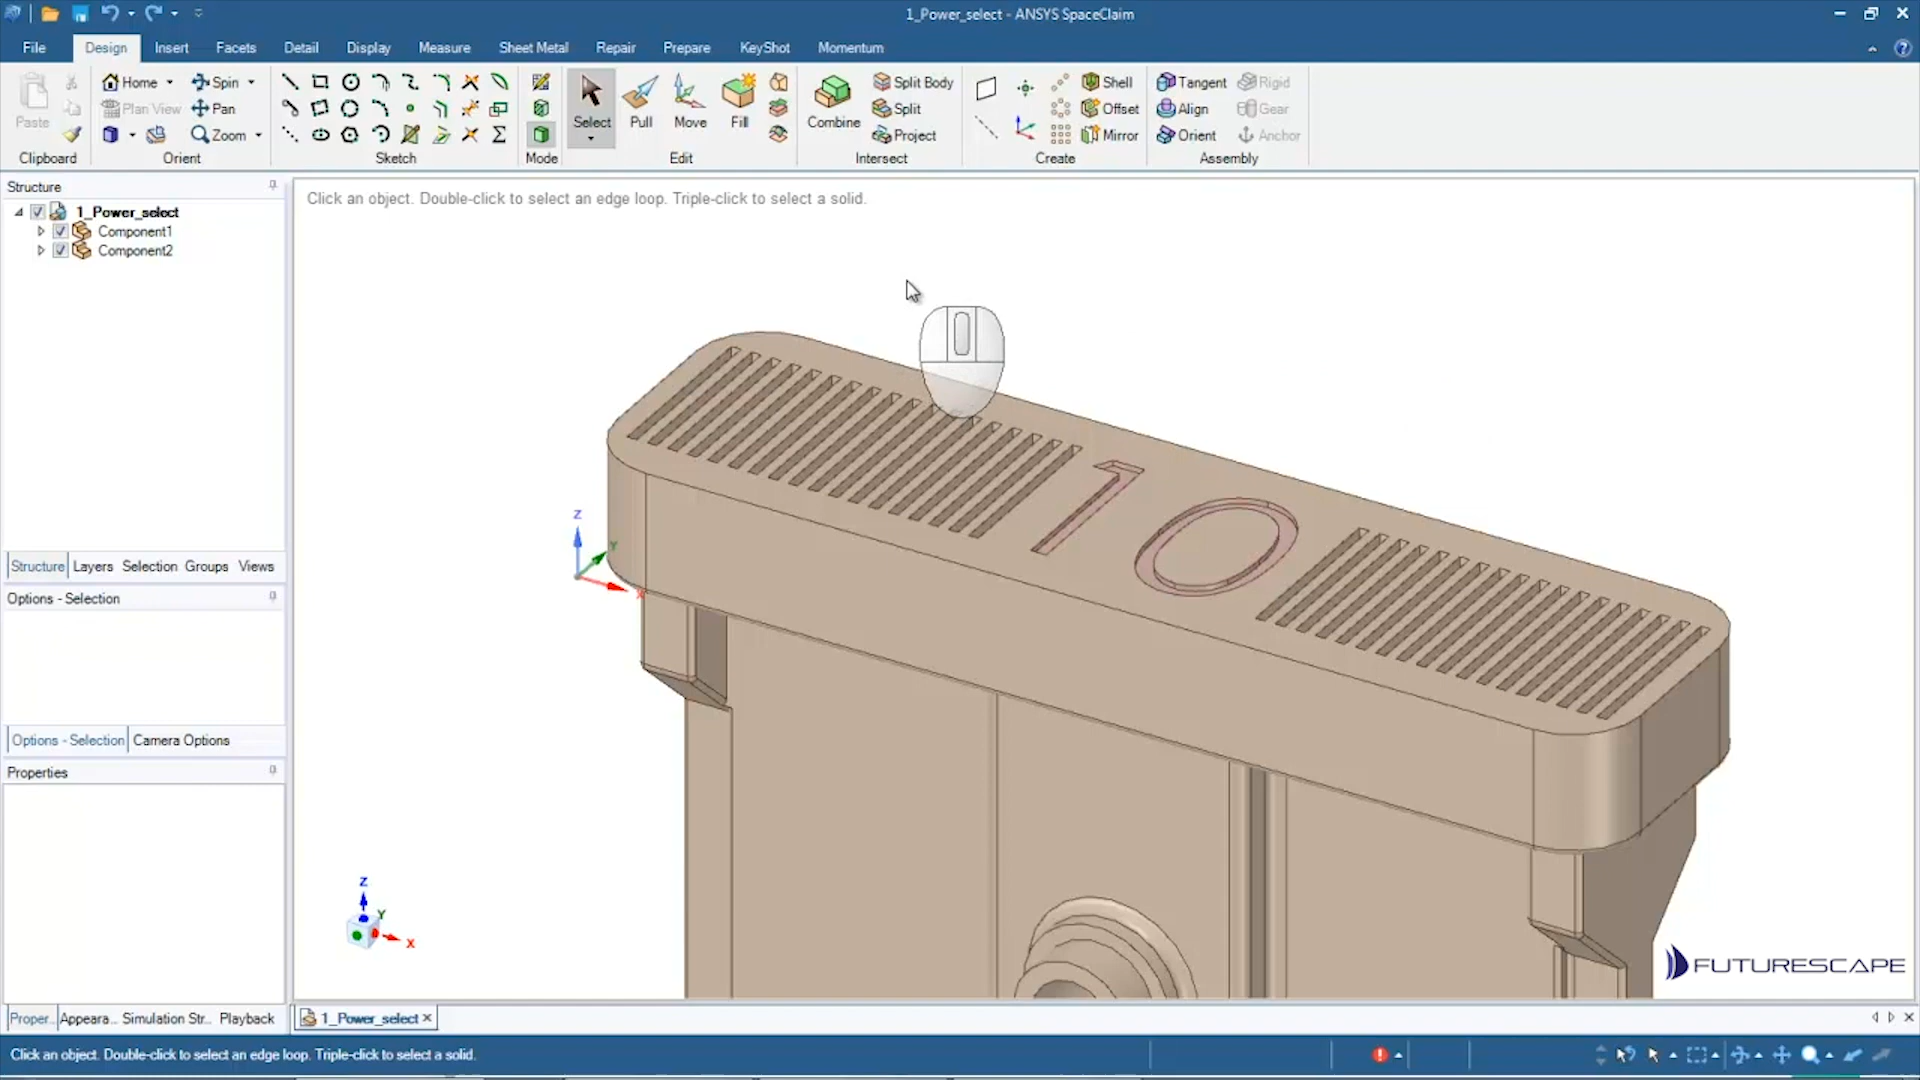 1_Power_select - ANSYS SpaceClaim
File Design Insert Facets Detail Display Measure Sheet Metal Repair Prepare KeyShot Momentum
Paste Home Spin Select Pull Move Fill Combine Split Body Shell Tangent Rigid
Plan View Pan Split Offset Align Gear
Zoom Project Mirror Orient Anchor
Clipboard Orient Sketch Mode Edit Intersect Create Assembly
Structure
Click an object. Double-click to select an edge loop. Triple-click to select a solid.
1_Power_select
Component1
Component2
10
Z
Y
X
Structure Layers Selection Groups Views
Options - Selection
Options - Selection Camera Options
Properties
Z
Y
X
FUTURESCAPE
Proper... Appeara... Simulation Str... Playback
1_Power_select
Click an object. Double-click to select an edge loop. Triple-click to select a solid.